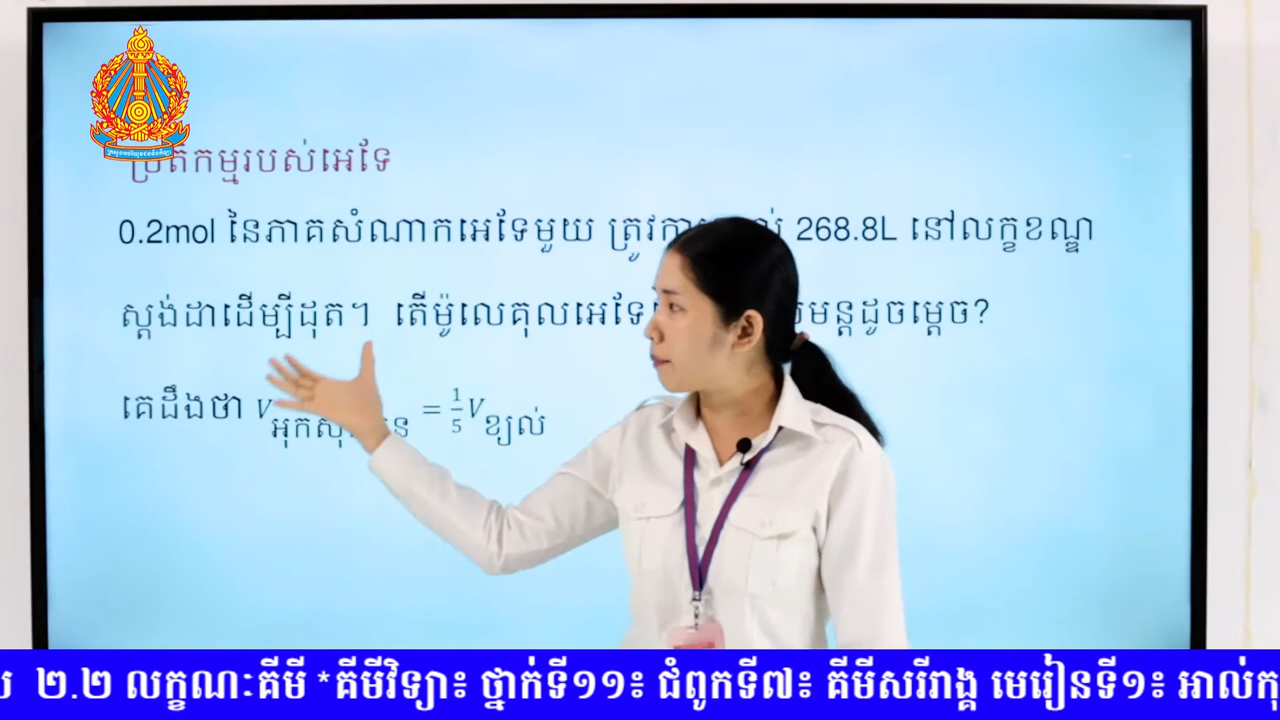 ប្រតិកម្មរបស់អេទែ
0.2mol នៃភាគសំណាកអេទែមួយ ត្រូវការ 268.8L នៅលក្ខខណ្ឌ
ស្តង់ដាដើម្បីដុត។ តើម៉ូលេគុលអេទែ មន្តដូចម្តេច?
គេដឹងថា V = 1/5 V ខ្យល់
២.២ លក្ខណៈគីមី *គីមីវិទ្យា៖ ថ្នាក់ទី១១៖ ជំពូកទី៧៖ គីមីសរីរាង្គ មេរៀនទី១៖